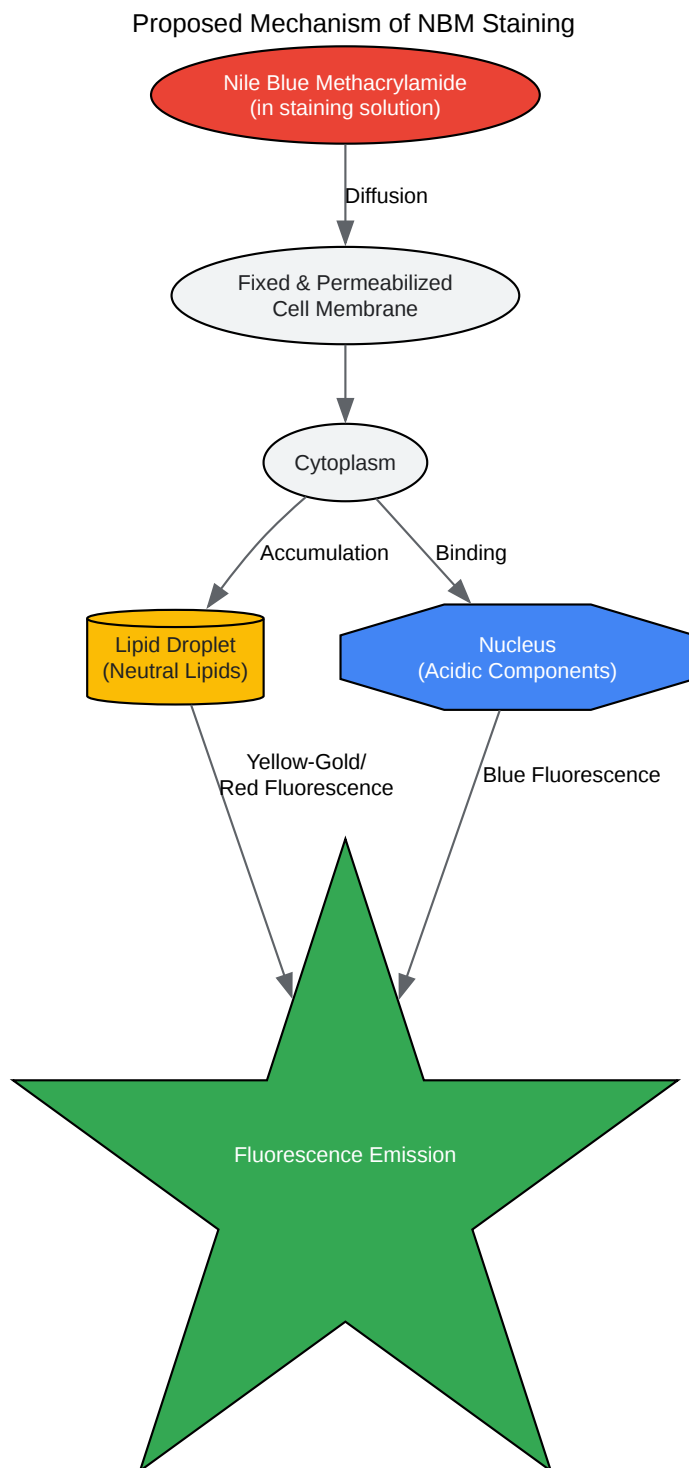 Proposed Mechanism of NBM Staining
Nile Blue Methacrylamide
(in staining solution)
Diffusion
Fixed & Permeabilized
Cell Membrane
Cytoplasm
Accumulation
Binding
Lipid Droplet
(Neutral Lipids)
Nucleus
(Acidic Components)
Yellow-Gold/
Red Fluorescence
Blue Fluorescence
Fluorescence Emission